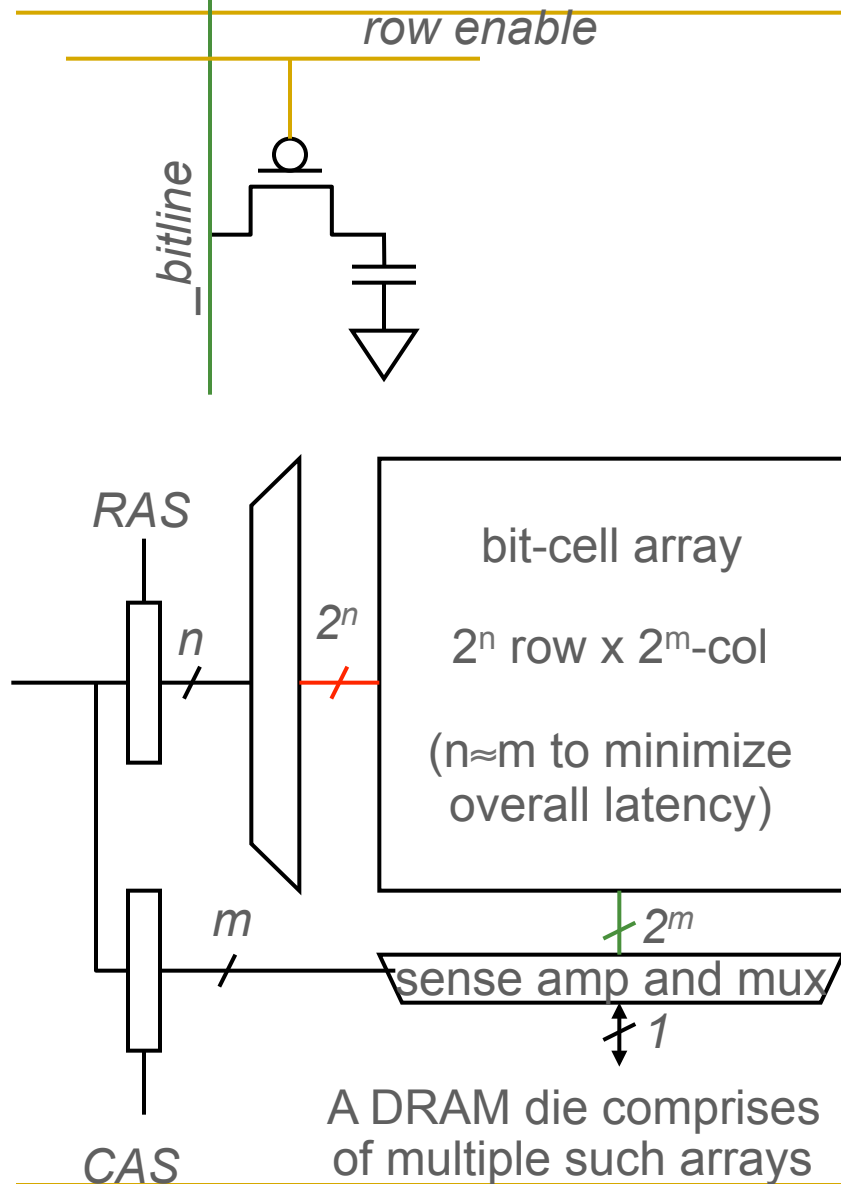 row enable
_bitline
RAS
n
2ⁿ
bit-cell array
2ⁿ row x 2ᵐ-col
(n≈m to minimize
overall latency)
m
2ᵐ
sense amp and mux
1
A DRAM die comprises
of multiple such arrays
CAS